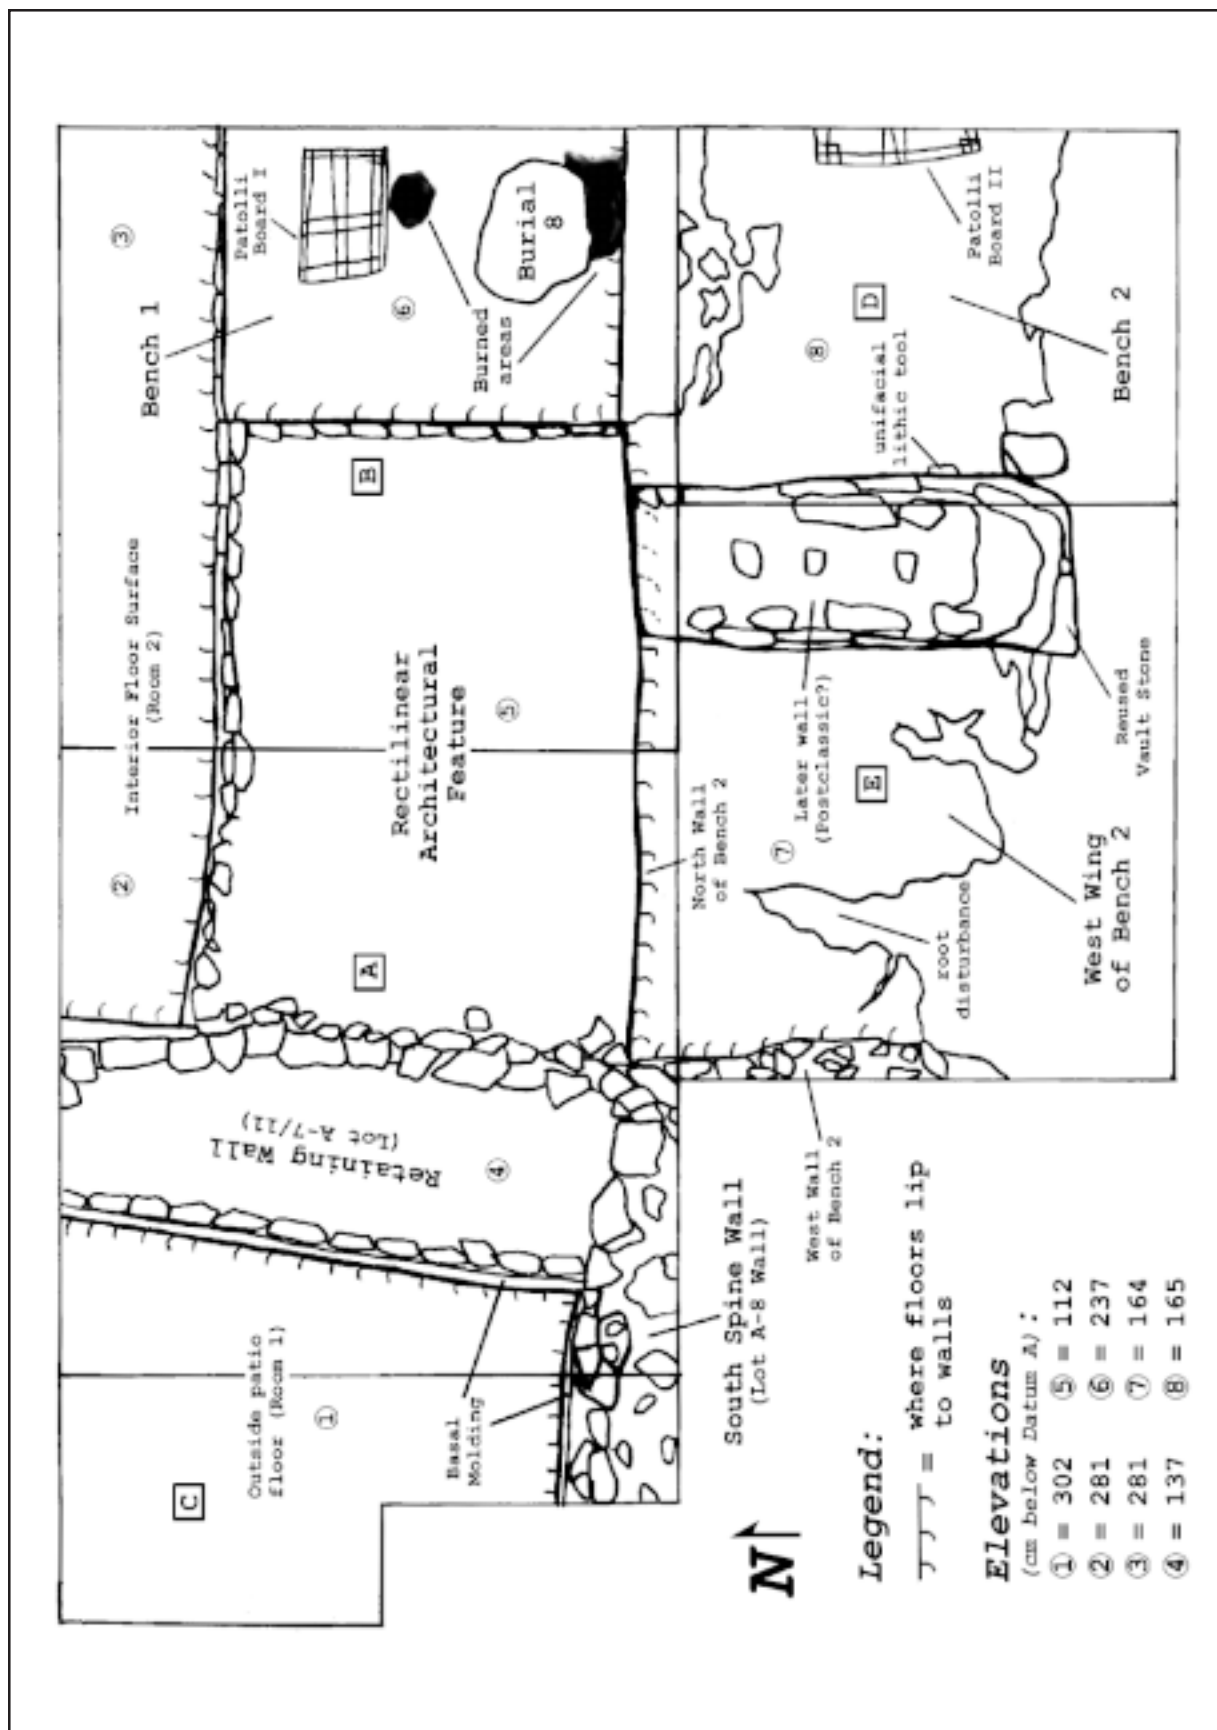 Bench 1
③
Patolli
Board I
⑥
Burned
areas
Burial
8
Interior Floor Surface
(Room 2)
②
B
Rectilinear
Architectural
Feature
⑤
A
Retaining Wall
(Lot A-7/11)
④
Outside patio
floor (Room 1)
①
C
Basal
Molding
South Spine Wall
(Lot A-8 Wall)
West Wall
of Bench 2
North Wall
of Bench 2
⑦
Later wall
(Postclassic?)
E
root
disturbance
West Wing
of Bench 2
Reused
Vault Stone
unifacial
lithic tool
⑧
D
Patolli
Board II
Bench 2
N
Legend:
= where floors lip
to walls
Elevations
(cm below Datum A):
① = 302 ⑤ = 112
② = 281 ⑥ = 237
③ = 281 ⑦ = 164
④ = 137 ⑧ = 165